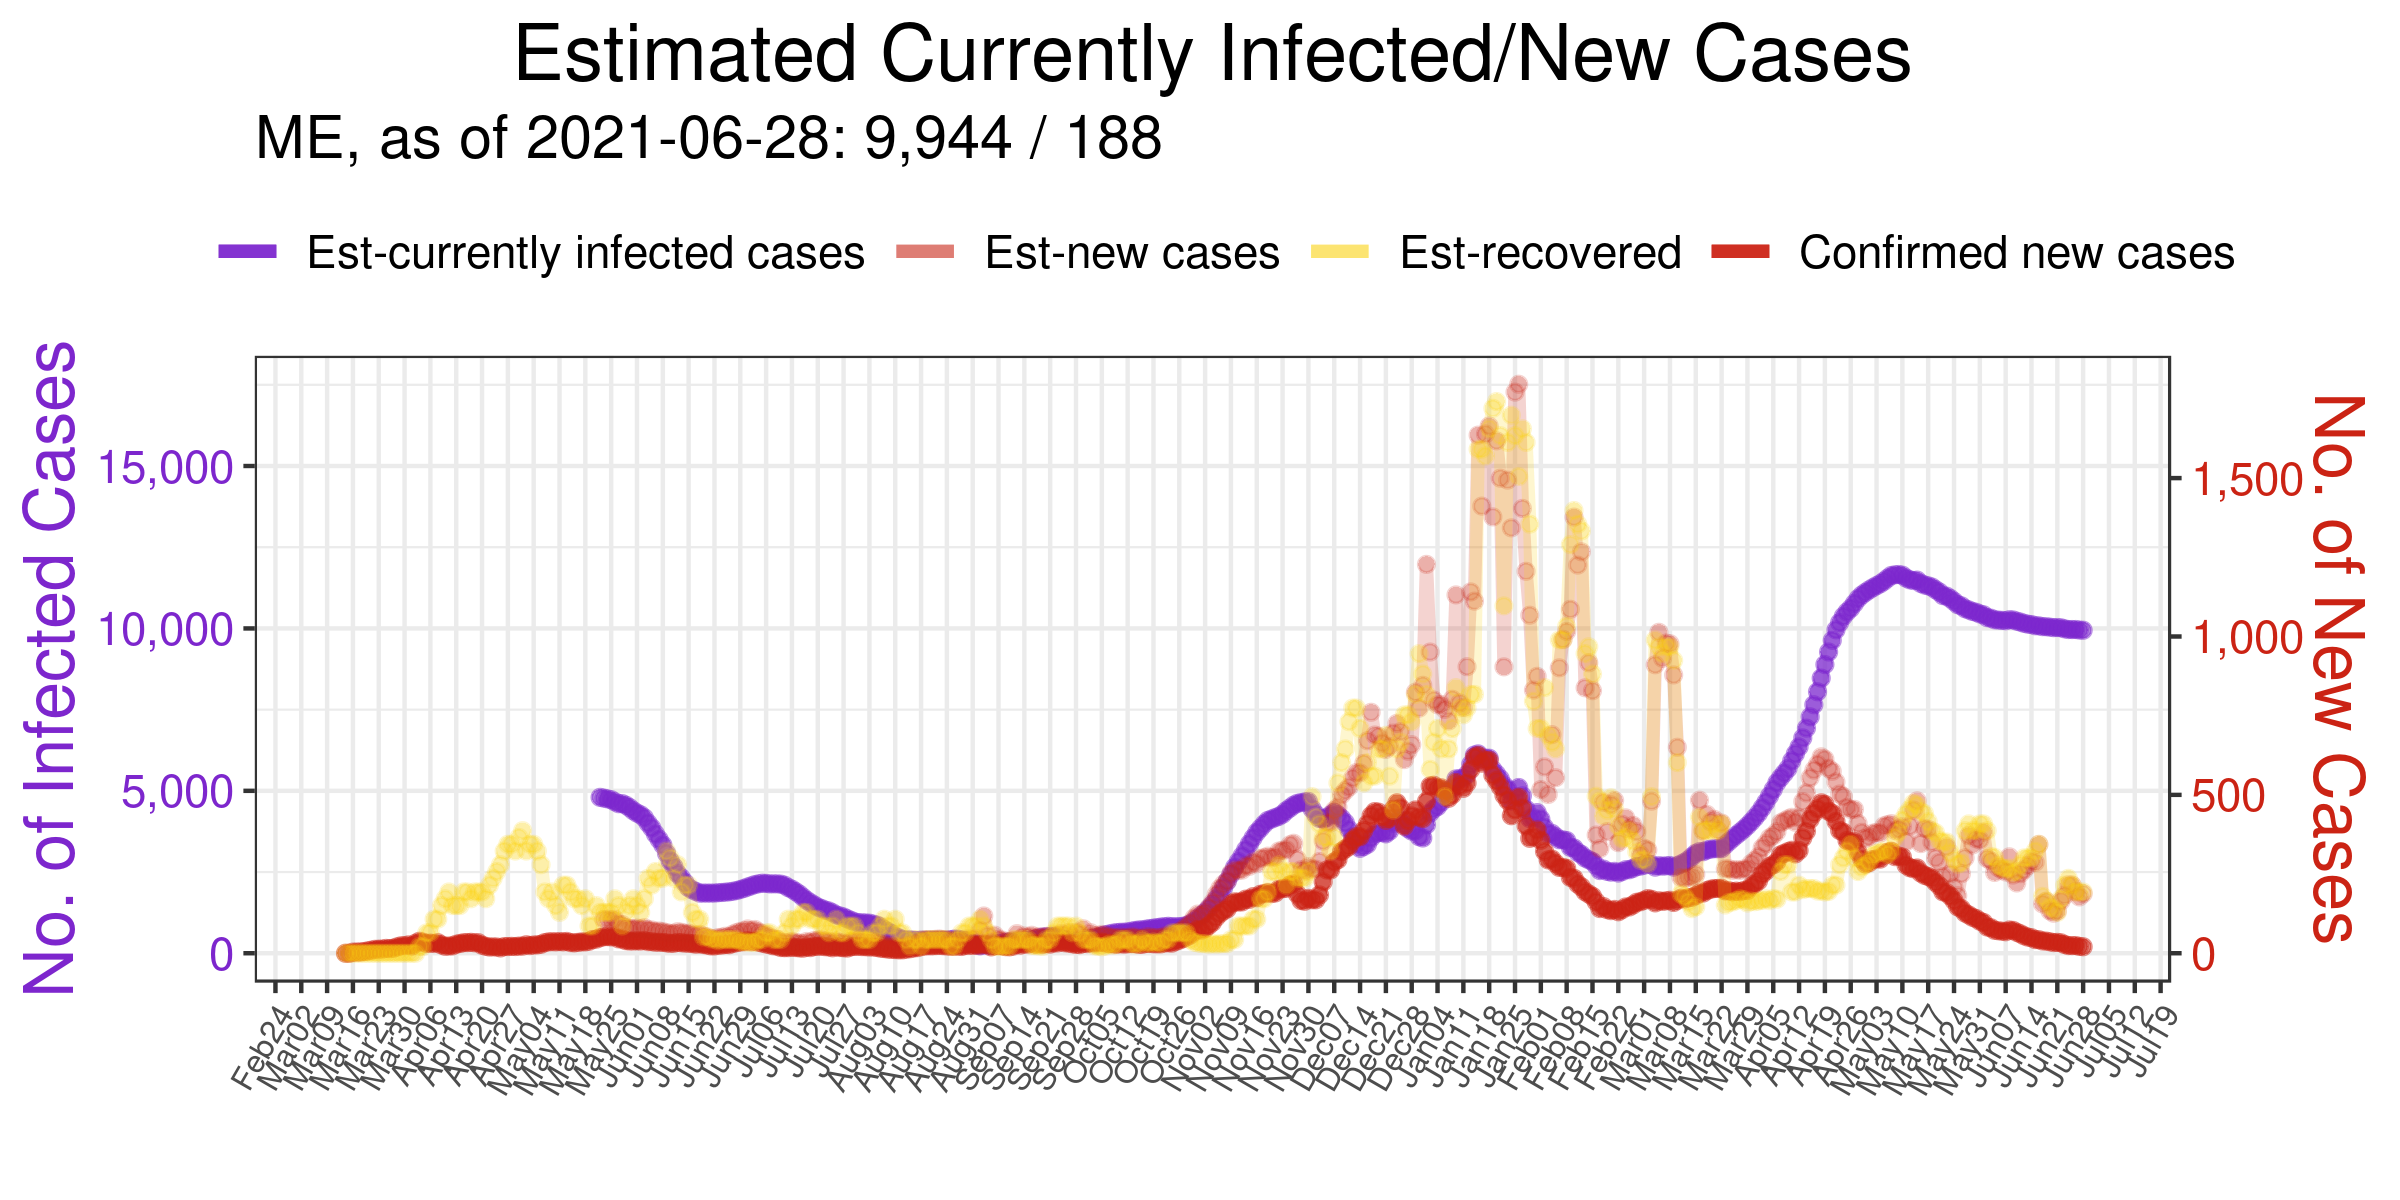 Estimated Currently Infected/New Cases
ME, as of 2021-06-28: 9,944 / 188
Est-currently infected cases Est-new cases Est-recovered Confirmed new cases
No. of Infected Cases
15,000
10,000
5,000
0
1,500
1,000
500
0
No. of New Cases
Feb24
Mar02
Mar09
Mar16
Mar23
Mar30
Apr06
Apr13
Apr20
Apr27
May04
May11
May18
May25
Jun01
Jun08
Jun15
Jun22
Jun29
Jul06
Jul13
Jul20
Jul27
Aug03
Aug10
Aug17
Aug24
Aug31
Sep07
Sep14
Sep21
Sep28
Oct05
Oct12
Oct19
Oct26
Nov02
Nov09
Nov16
Nov23
Nov30
Dec07
Dec14
Dec21
Dec28
Jan04
Jan11
Jan18
Jan25
Feb01
Feb08
Feb15
Feb22
Mar01
Mar08
Mar15
Mar22
Mar29
Apr05
Apr12
Apr19
Apr26
May03
May10
May17
May24
May31
Jun07
Jun14
Jun21
Jun28
Jul05
Jul12
Jul19